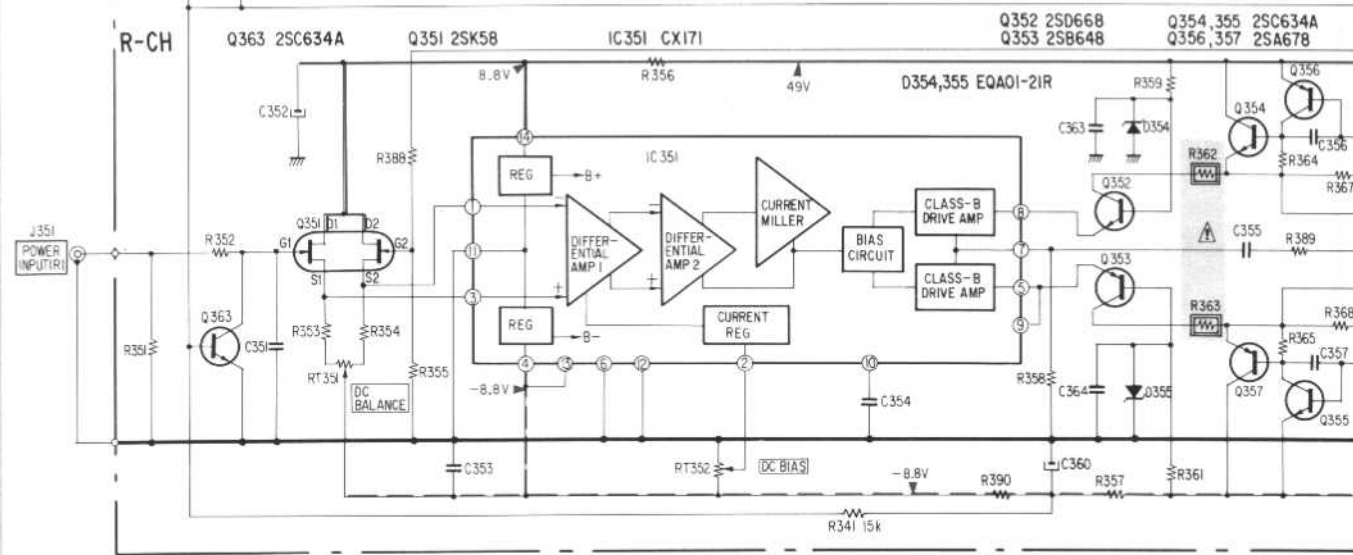 R-CH
Q363 2SC634A
Q351 2SK58
IC351 CX171
Q352 2SD668
Q353 2SB648
Q354,355 2SC634A
Q356,357 2SA678
8.8V
R356
49V
D354,355 EQA01-21R
R359
Q356
C352
R388
14
IC351
C363
D354
Q354
C356
REG
B+
R362
R364
R367
J351
POWER
INPUT(R)
R352
Q351
D1
D2
G1
G2
S1
S2
1
11
3
−
+
DIFFER-
ENTIAL
AMP 1
−
+
DIFFER-
ENTIAL
AMP 2
CURRENT
MILLER
BIAS
CIRCUIT
CLASS-B
DRIVE AMP
CLASS-B
DRIVE AMP
8
7
5
9
Q352
Q353
C355
R389
R363
R368
R365
C357
R351
Q363
C351
R353
R354
RT351
DC
BALANCE
R355
REG
B−
CURRENT
REG
4
13
6
12
2
10
−8.8V
C354
R358
C364
D355
Q357
Q355
C353
RT352
DC BIAS
−8.8V
C360
R390
R357
R361
R341 15k